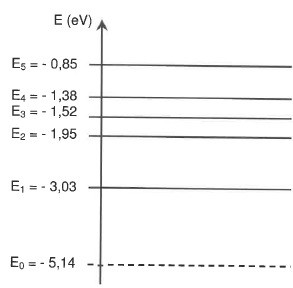 E (eV)
E5 = - 0,85
E4 = - 1,38
E3 = - 1,52
E2 = - 1,95
E1 = - 3,03
E0 = - 5,14